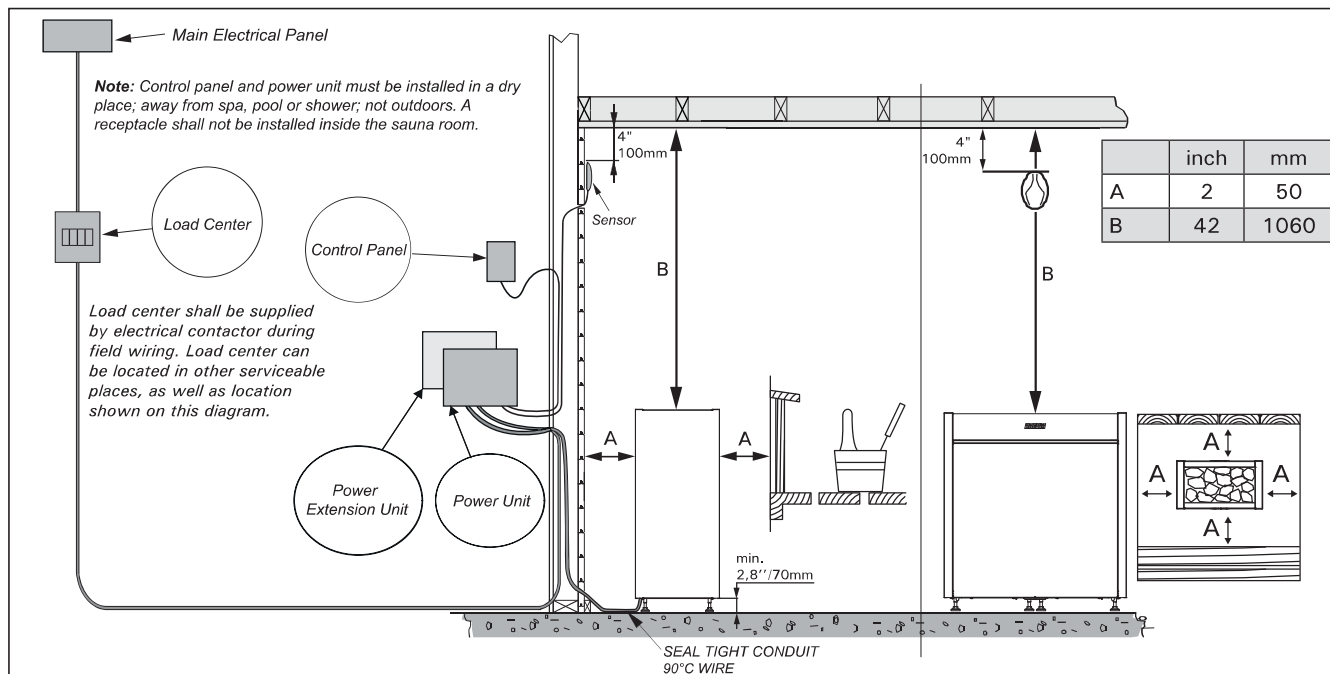 Main Electrical Panel
Note: Control panel and power unit must be installed in a dry
place; away from spa, pool or shower; not outdoors. A
receptacle shall not be installed inside the sauna room.
4"
100mm
4"
100mm
inch mm
A 2 50
B 42 1060
Load Center
Sensor
Control Panel
B
B
Load center shall be supplied
by electrical contactor during
field wiring. Load center can
be located in other serviceable
places, as well as location
shown on this diagram.
A
A
A
A
A
A
Power
Extension Unit
Power Unit
min.
2,8’’/70mm
SEAL TIGHT CONDUIT
90°C WIRE